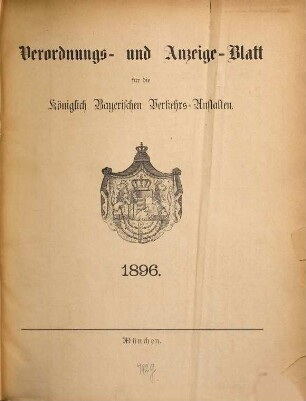 Verordnungs- und Anzeige-Blatt
für die
Königlich Bayerischen Verkehrs-Anstalten.
1896.
München.